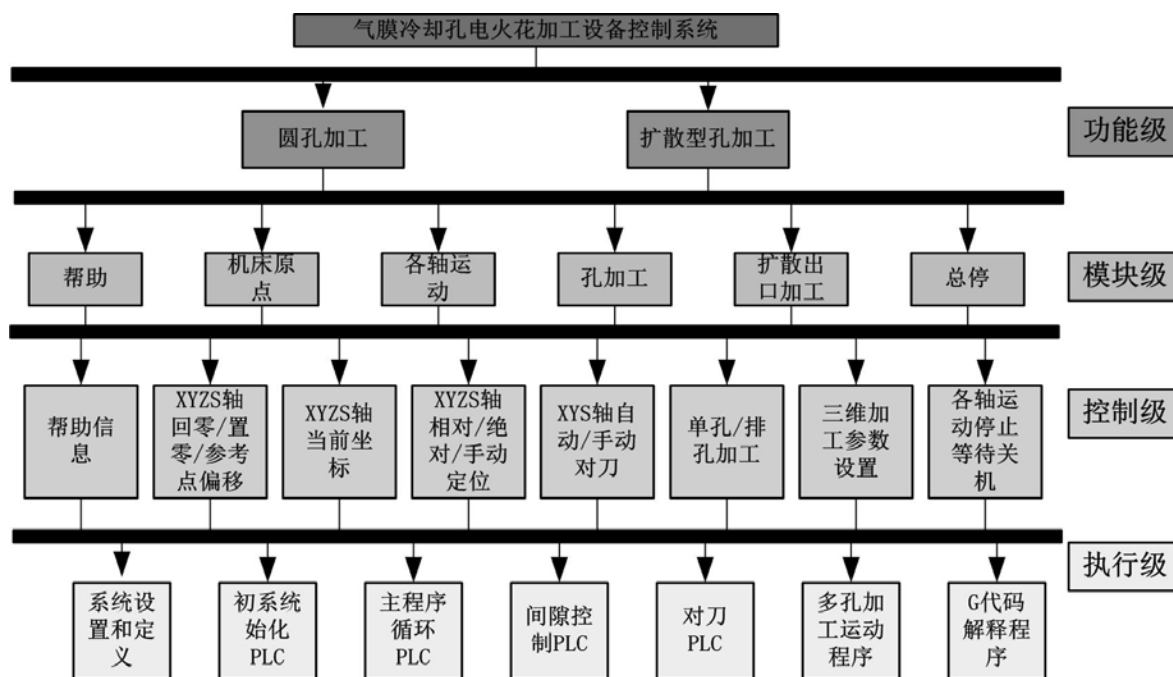 气膜冷却孔电火花加工设备控制系统
圆孔加工
扩散型孔加工
功能级
帮助
机床原
点
各轴运
动
孔加工
扩散出
口加工
总停
模块级
帮助信
息
XYZS轴
回零/置
零/参考
点偏移
XYZS轴
当前坐
标
XYZS轴
相对/绝
对/手动
定位
XYS轴自
动/手动
对刀
单孔/排
孔加工
三维加
工参数
设置
各轴运
动停止
等待关
机
控制级
系统设
置和定
义
初系统
始化
PLC
主程序
循环
PLC
间隙控
制PLC
对刀
PLC
多孔加
工运动
程序
G代码
解释程
序
执行级